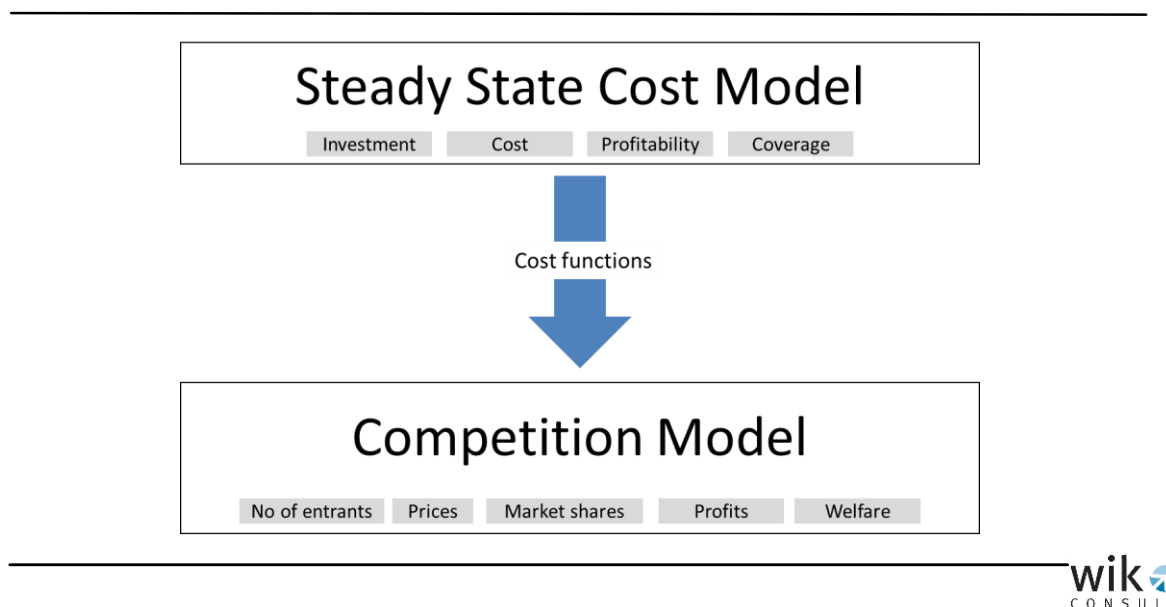 Steady State Cost Model
Investment Cost Profitability Coverage
Cost functions
Competition Model
No of entrants Prices Market shares Profits Welfare
wik